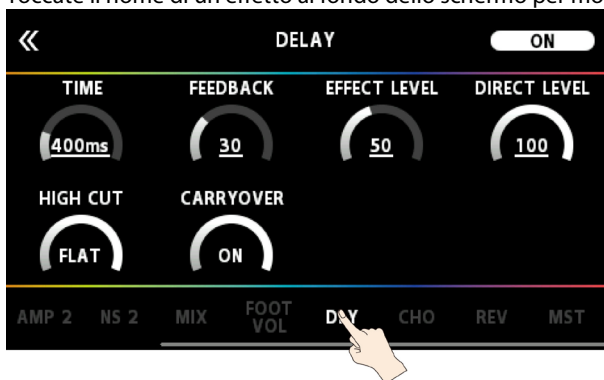 Toccate il nome di un effetto al fondo dello schermo per mo
DELAY ON
TIME FEEDBACK EFFECT LEVEL DIRECT LEVEL
400ms 30 50 100
HIGH CUT CARRYOVER
FLAT ON
AMP 2 NS 2 MIX FOOT VOL DLY CHO REV MST